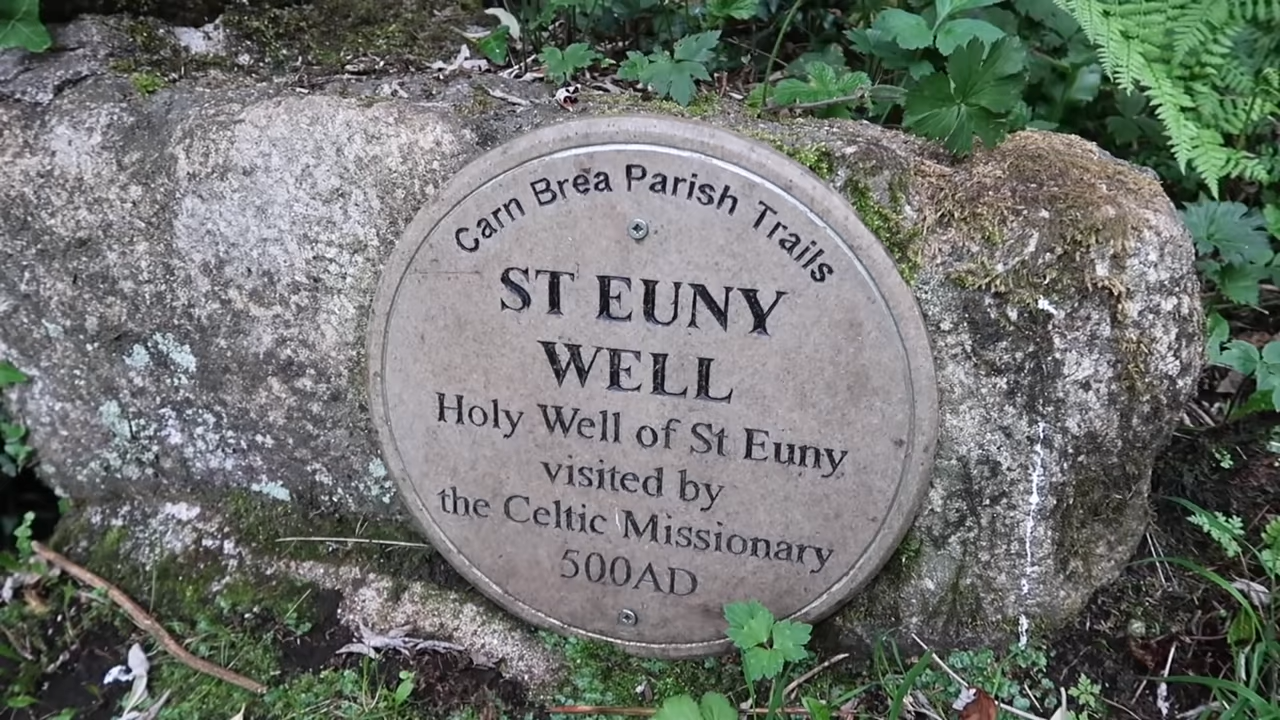 Carn Brea Parish Trails
ST EUNY
WELL
Holy Well of St Euny
visited by
the Celtic Missionary
500AD